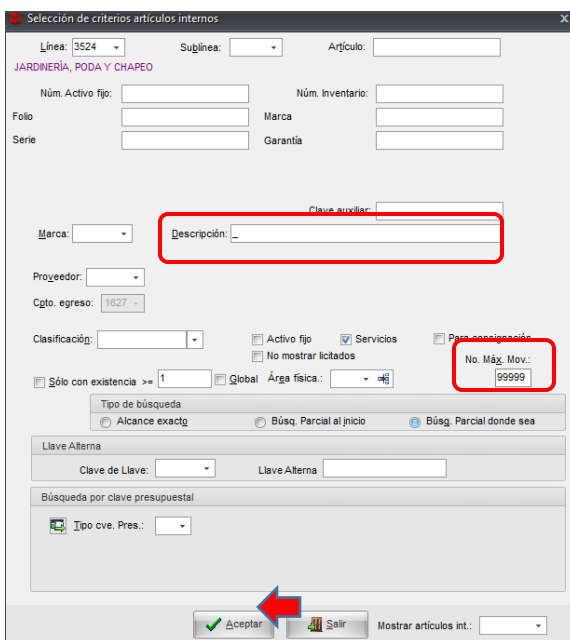 Selección de criterios artículos internos X
Línea: 3524 Sublínea: Artículo:
JARDINERÍA, PODA Y CHAPEO
Núm. Activo fijo: Núm. Inventario:
Folio Marca
Serie Garantía
Clave auxiliar:
Marca: Descripción: _
Proveedor:
Cpto. egreso: 1627
Clasificación: Activo fijo Servicios Para consignación
No mostrar licitados No. Máx. Mov.:
Sólo con existencia >= 1 Global Área física.: 99999
Tipo de búsqueda
Alcance exacto Búsq. Parcial al inicio Búsq. Parcial donde sea
Llave Alterna
Clave de Llave: Llave Alterna
Búsqueda por clave presupuestal
Tipo cve. Pres.:
Aceptar Salir Mostrar artículos int.: